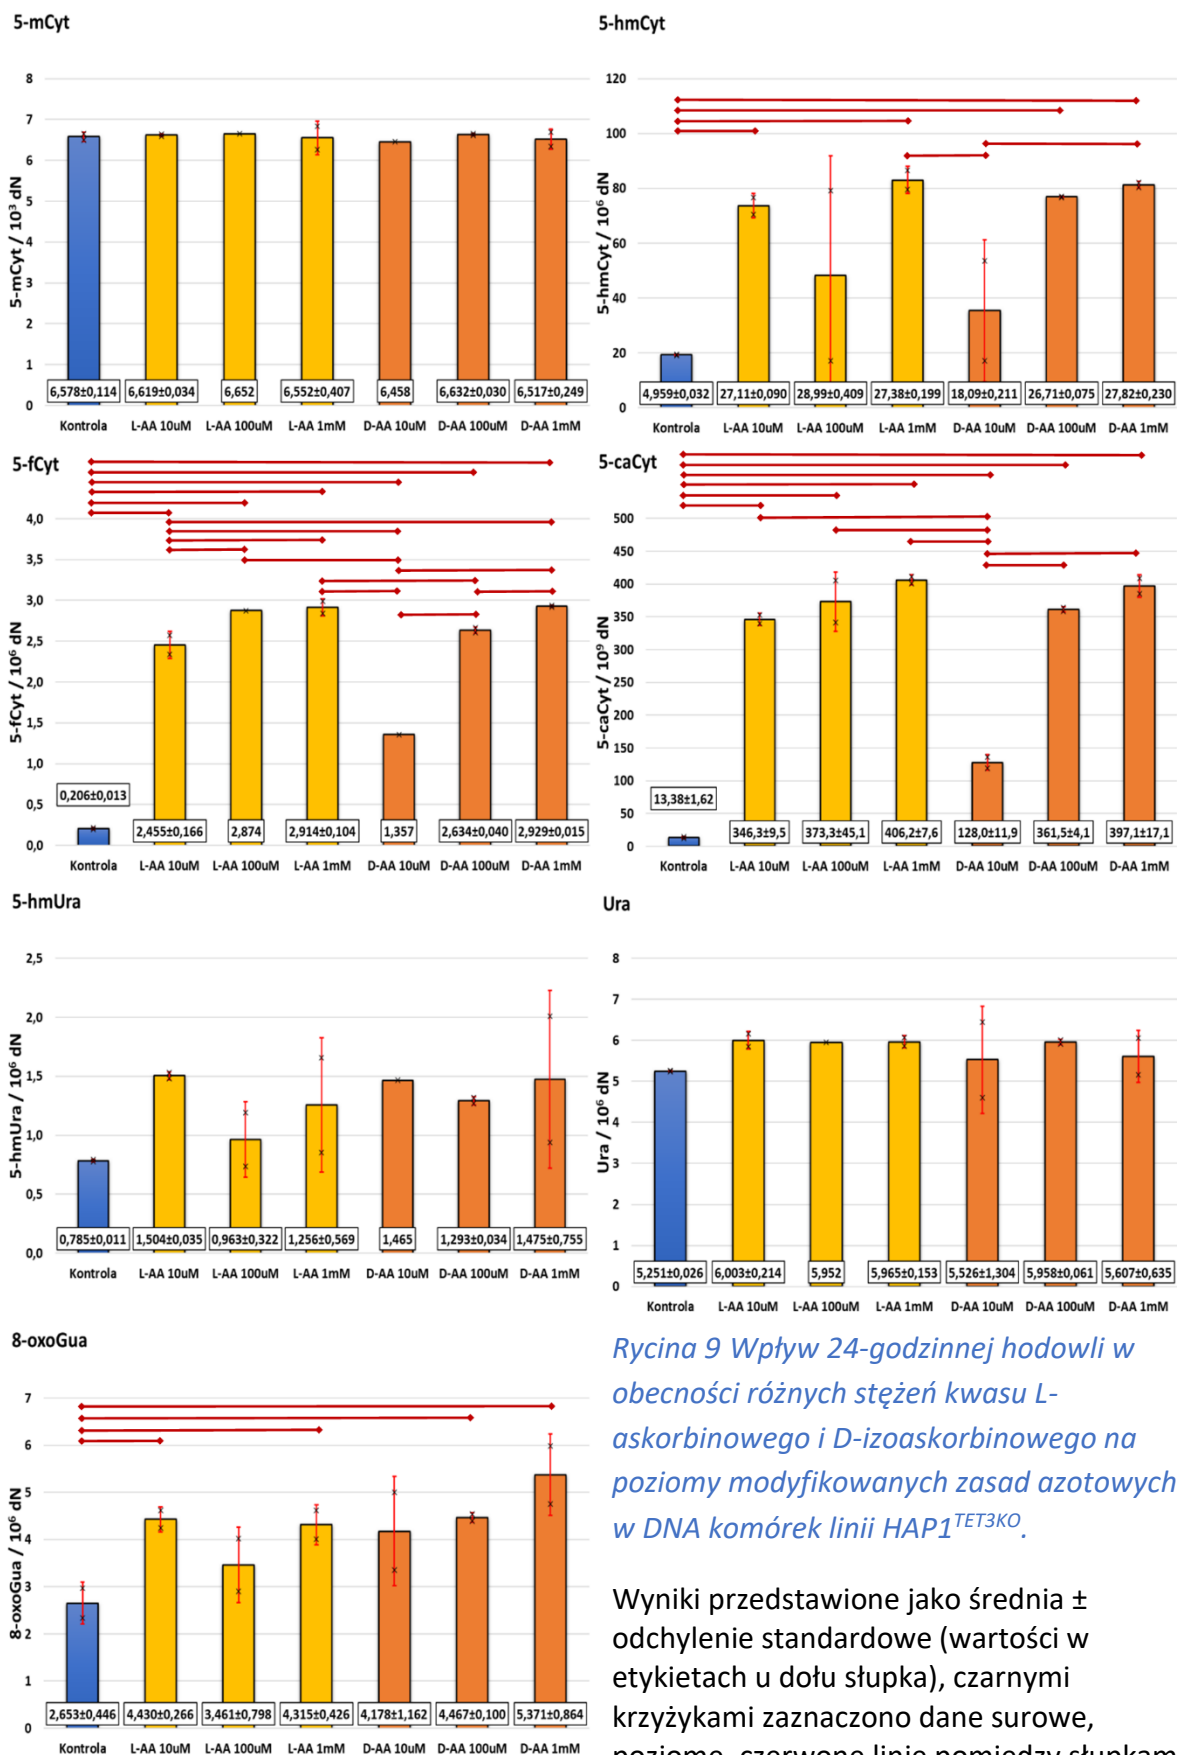 5-mCyt
5-mCyt / 10³ dN
8
7
6
5
4
3
2
1
0
6,578±0,114 6,619±0,034 6,652 6,552±0,407 6,458 6,632±0,030 6,517±0,249
Kontrola L-AA 10uM L-AA 100uM L-AA 1mM D-AA 10uM D-AA 100uM D-AA 1mM
5-hmCyt
5-hmCyt / 10⁶ dN
120
100
80
60
40
20
0
4,959±0,032 27,11±0,090 28,99±0,409 27,38±0,199 18,09±0,211 26,71±0,075 27,82±0,230
Kontrola L-AA 10uM L-AA 100uM L-AA 1mM D-AA 10uM D-AA 100uM D-AA 1mM
5-fCyt
5-fCyt / 10⁶ dN
4,0
3,5
3,0
2,5
2,0
1,5
1,0
0,5
0,0
0,206±0,013 2,455±0,166 2,874 2,914±0,104 1,357 2,634±0,040 2,929±0,015
Kontrola L-AA 10uM L-AA 100uM L-AA 1mM D-AA 10uM D-AA 100uM D-AA 1mM
5-caCyt
5-caCyt / 10⁹ dN
500
450
400
350
300
250
200
150
100
50
0
13,38±1,62 346,3±9,5 373,3±45,1 406,2±7,6 128,0±11,9 361,5±4,1 397,1±17,1
Kontrola L-AA 10uM L-AA 100uM L-AA 1mM D-AA 10uM D-AA 100uM D-AA 1mM
5-hmUra
5-hmUra / 10⁶ dN
2,5
2,0
1,5
1,0
0,5
0,0
0,785±0,011 1,504±0,035 0,963±0,322 1,256±0,569 1,465 1,293±0,034 1,475±0,755
Kontrola L-AA 10uM L-AA 100uM L-AA 1mM D-AA 10uM D-AA 100uM D-AA 1mM
Ura
Ura / 10⁶ dN
8
7
6
5
4
3
2
1
0
5,251±0,026 6,003±0,214 5,952 5,965±0,153 5,526±1,304 5,958±0,061 5,607±0,635
Kontrola L-AA 10uM L-AA 100uM L-AA 1mM D-AA 10uM D-AA 100uM D-AA 1mM
8-oxoGua
8-oxoGua / 10⁶ dN
7
6
5
4
3
2
1
0
2,653±0,446 4,430±0,266 3,461±0,798 4,315±0,426 4,178±1,162 4,467±0,100 5,371±0,864
Kontrola L-AA 10uM L-AA 100uM L-AA 1mM D-AA 10uM D-AA 100uM D-AA 1mM
Rycina 9 Wpływ 24-godzinnej hodowli w
obecności różnych stężeń kwasu L-
askorbinowego i D-izoaskorbinowego na
poziomy modyfikowanych zasad azotowych
w DNA komórek linii HAP1ᵀᴱᵀ³ᴷᴼ.
Wyniki przedstawione jako średnia ±
odchylenie standardowe (wartości w
etykietach u dołu słupka), czarnymi
krzyżykami zaznaczono dane surowe,
poziome, czerwone linie pomiędzy słupkami